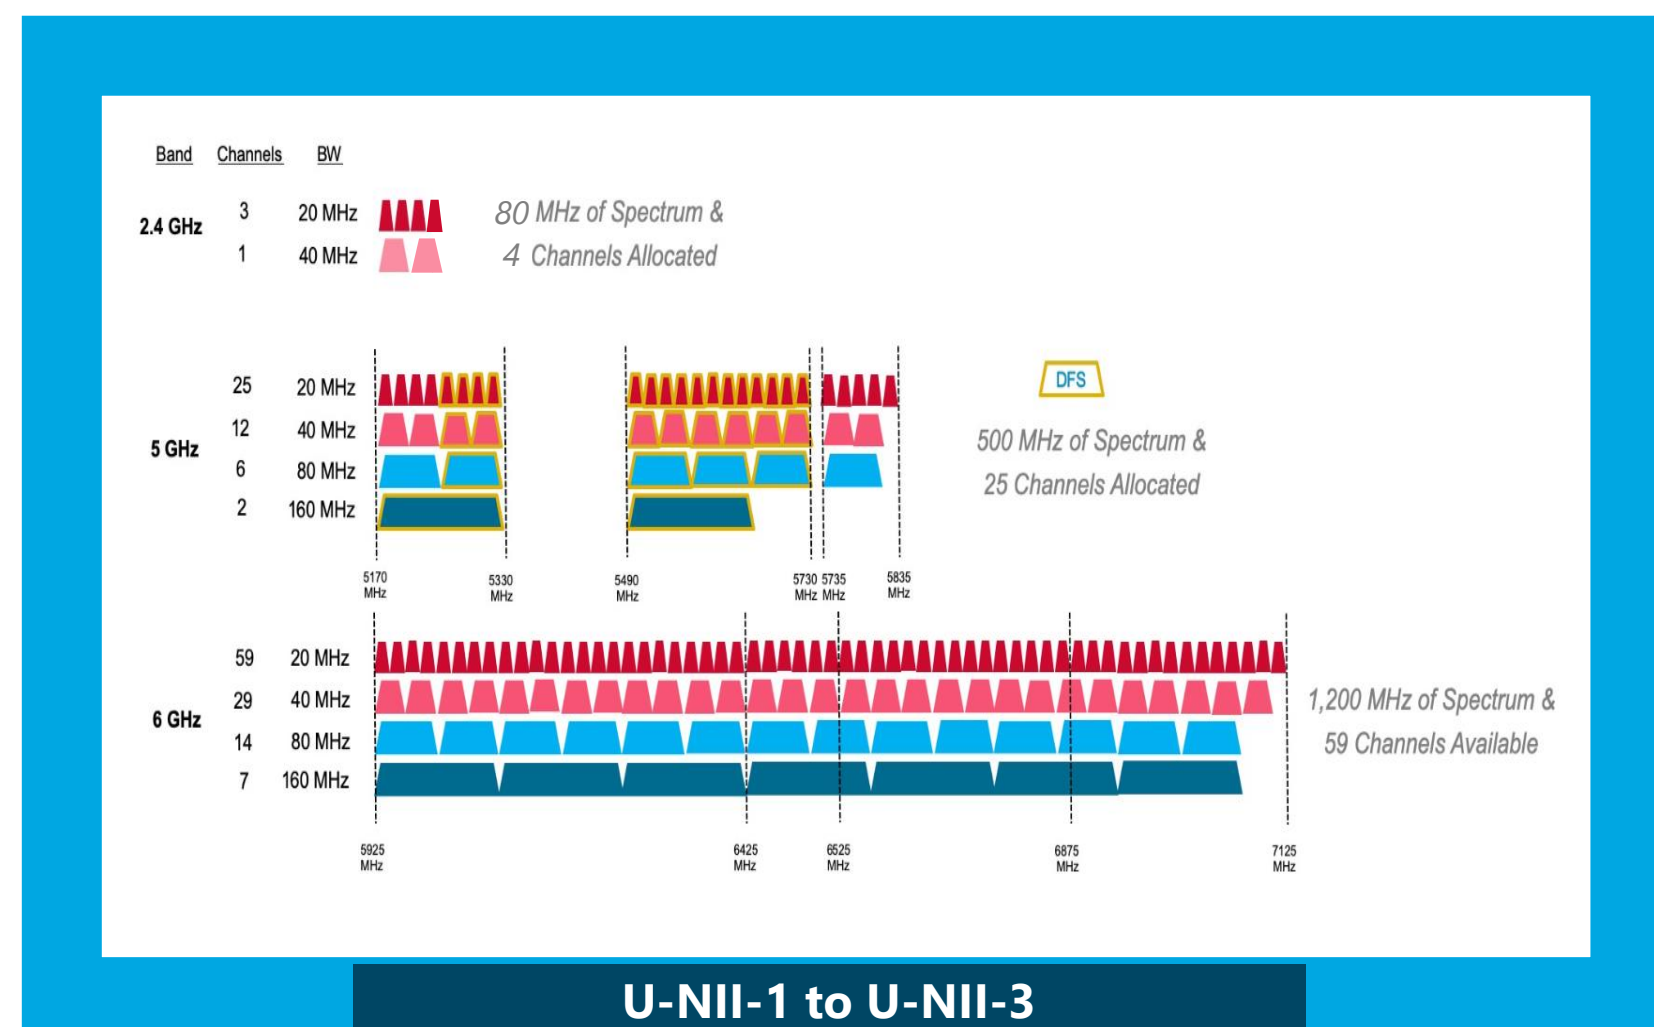 Band Channels BW
2.4 GHz
3 20 MHz
1 40 MHz
80 MHz of Spectrum &
4 Channels Allocated
5 GHz
25 20 MHz
12 40 MHz
6 80 MHz
2 160 MHz
DFS
500 MHz of Spectrum &
25 Channels Allocated
5170
MHz
5330
MHz
5490
MHz
5730 5735
MHz MHz
5835
MHz
6 GHz
59 20 MHz
29 40 MHz
14 80 MHz
7 160 MHz
1,200 MHz of Spectrum &
59 Channels Available
5925
MHz
6425
MHz
6525
MHz
6875
MHz
7125
MHz
U-NII-1 to U-NII-3